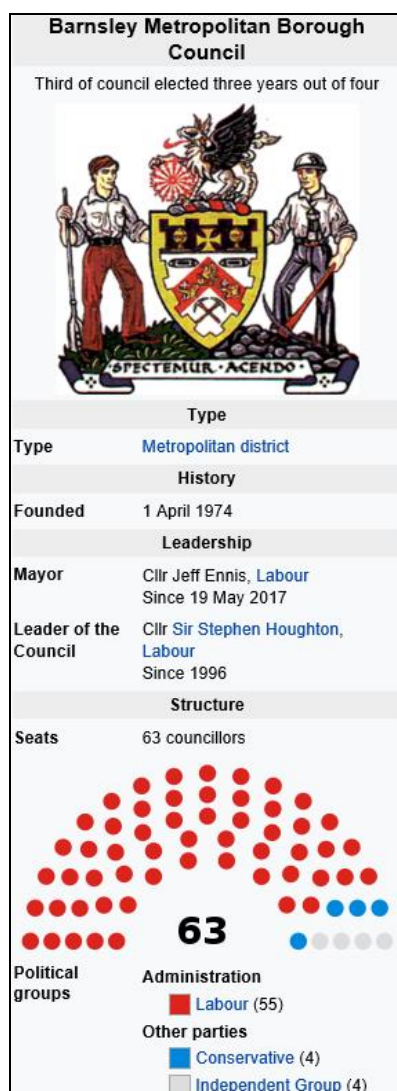 Barnsley Metropolitan Borough
Council
Third of council elected three years out of four
SPECTEMUR · AGENDO
Type
Type Metropolitan district
History
Founded 1 April 1974
Leadership
Mayor Cllr Jeff Ennis, Labour
Since 19 May 2017
Leader of the Cllr Sir Stephen Houghton,
Council Labour
Since 1996
Structure
Seats 63 councillors
63
Political Administration
groups
Labour (55)
Other parties
Conservative (4)
Independent Group (4)